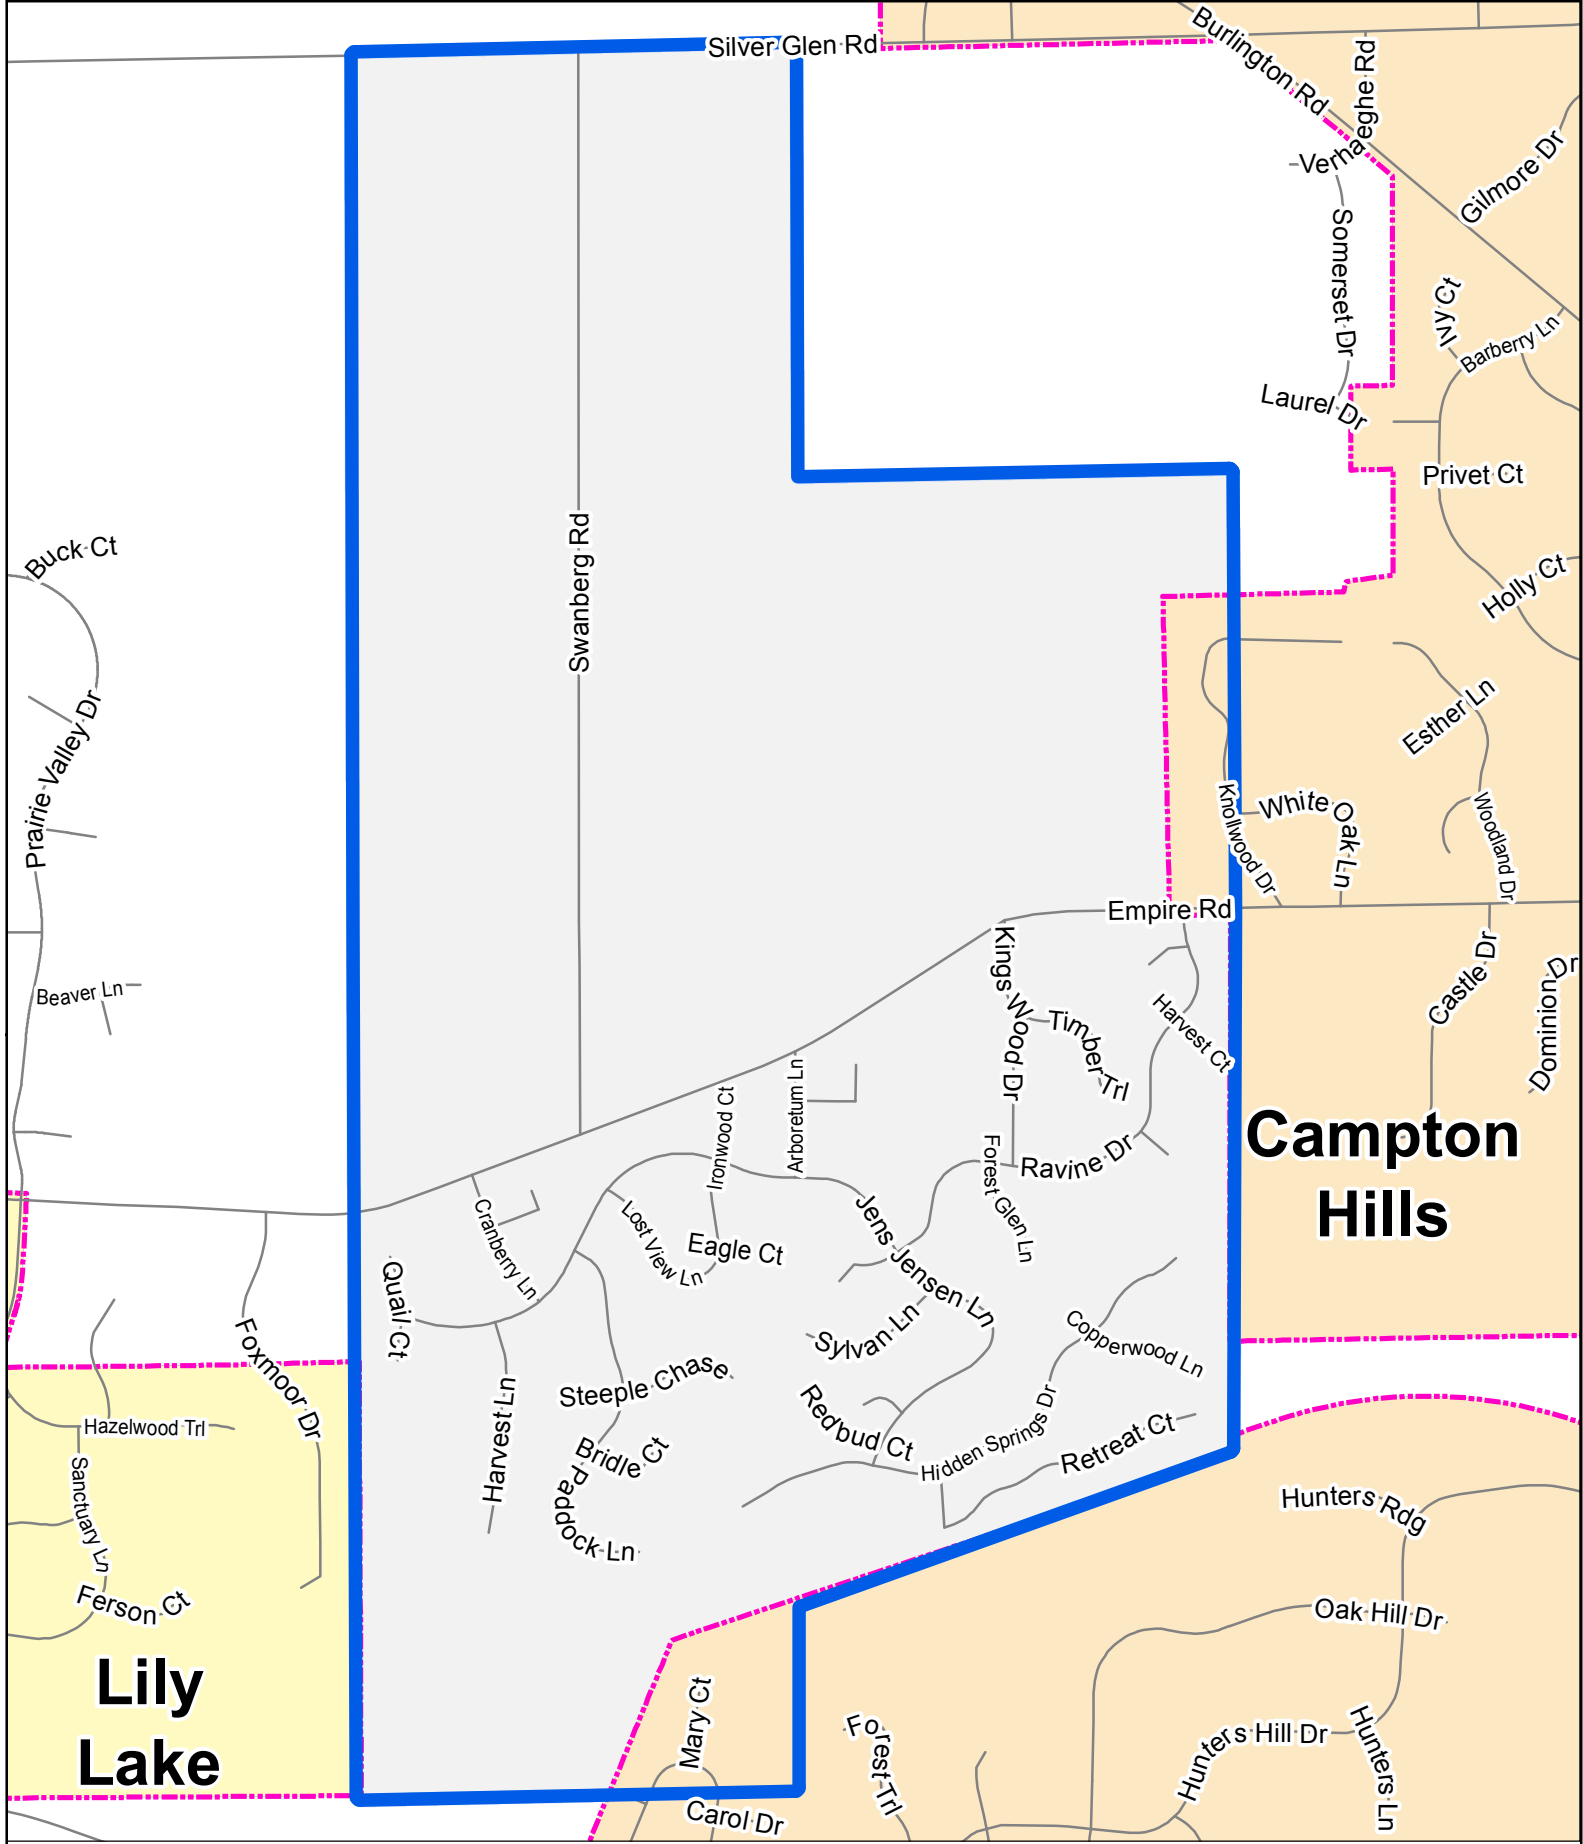 Silver Glen Rd
Burlington Rd
Verhaeghe Rd
Gilmore Dr
Somerset Dr
Ivy Ct
Barberry Ln
Laurel Dr
Privet Ct
Holly Ct
Buck Ct
Swanberg Rd
Prairie Valley Dr
Esther Ln
Knollwood Dr
White Oak Ln
Woodland Dr
Empire Rd
Kings Wood Dr
Timber Trl
Harvest Ct
Castle Dr
Dominion Dr
Beaver Ln
Ironwood Ct
Arboretum Ln
Forest Glen Ln
Ravine Dr
Campton
Hills
Cranberry Ln
Lost View Ln
Eagle Ct
Jens Jensen Ln
Quail Ct
Sylvan Ln
Copperwood Ln
Foxmoor Dr
Steeple Chase
Harvest Ln
Redbud Ct
Hidden Springs Dr
Retreat Ct
Hazelwood Trl
Bridle Ct
Sanctuary Ln
Paddock Ln
Hunters Rdg
Ferson Ct
Oak Hill Dr
Lily
Lake
Mary Ct
Forest Trl
Hunters Hill Dr
Hunters Ln
Carol Dr